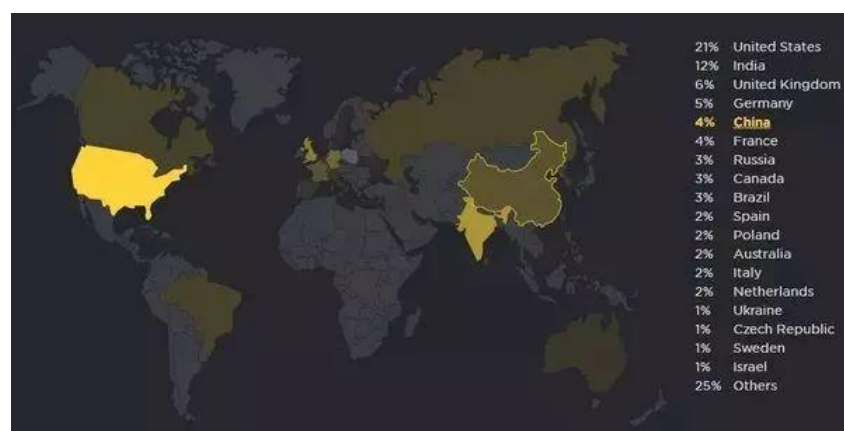 21% United States
12% India
6% United Kingdom
5% Germany
4% China
4% France
3% Russia
3% Canada
3% Brazil
2% Spain
2% Poland
2% Australia
2% Italy
2% Netherlands
1% Ukraine
1% Czech Republic
1% Sweden
1% Israel
25% Others